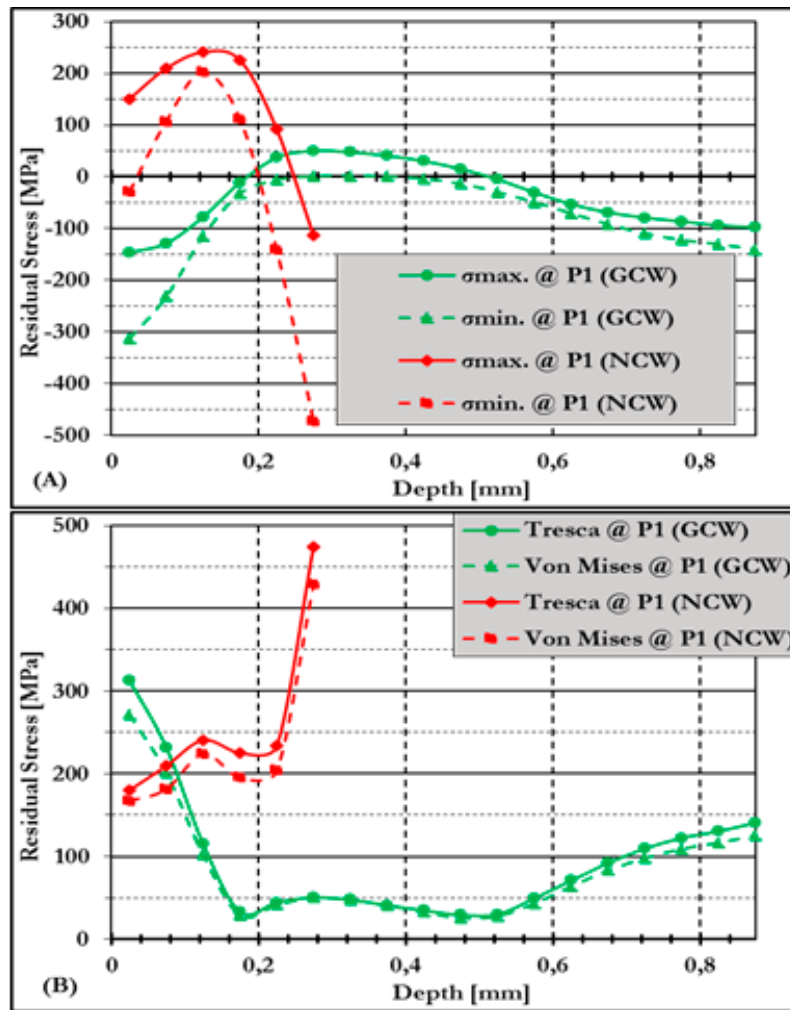 300
200
100
0
-100
-200
-300
-400
-500
Residual Stress [MPa]
σmax. @ P1 (GCW)
σmin. @ P1 (GCW)
σmax. @ P1 (NCW)
σmin. @ P1 (NCW)
0 0,2 0,4 0,6 0,8
(A)
Depth [mm]
500
400
300
200
100
0
Residual Stress [MPa]
Tresca @ P1 (GCW)
Von Mises @ P1 (GCW)
Tresca @ P1 (NCW)
Von Mises @ P1 (NCW)
0 0,2 0,4 0,6 0,8
(B)
Depth [mm]